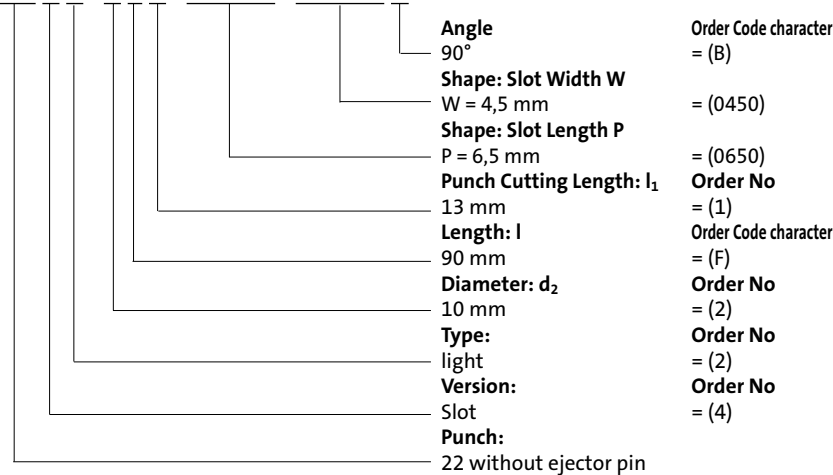 Angle Order Code character
90° = (B)
Shape: Slot Width W
W = 4,5 mm = (0450)
Shape: Slot Length P
P = 6,5 mm = (0650)
Punch Cutting Length: l₁ Order No
13 mm = (1)
Length: l Order Code character
90 mm = (F)
Diameter: d₂ Order No
10 mm = (2)
Type: Order No
light = (2)
Version: Order No
Slot = (4)
Punch:
22 without ejector pin